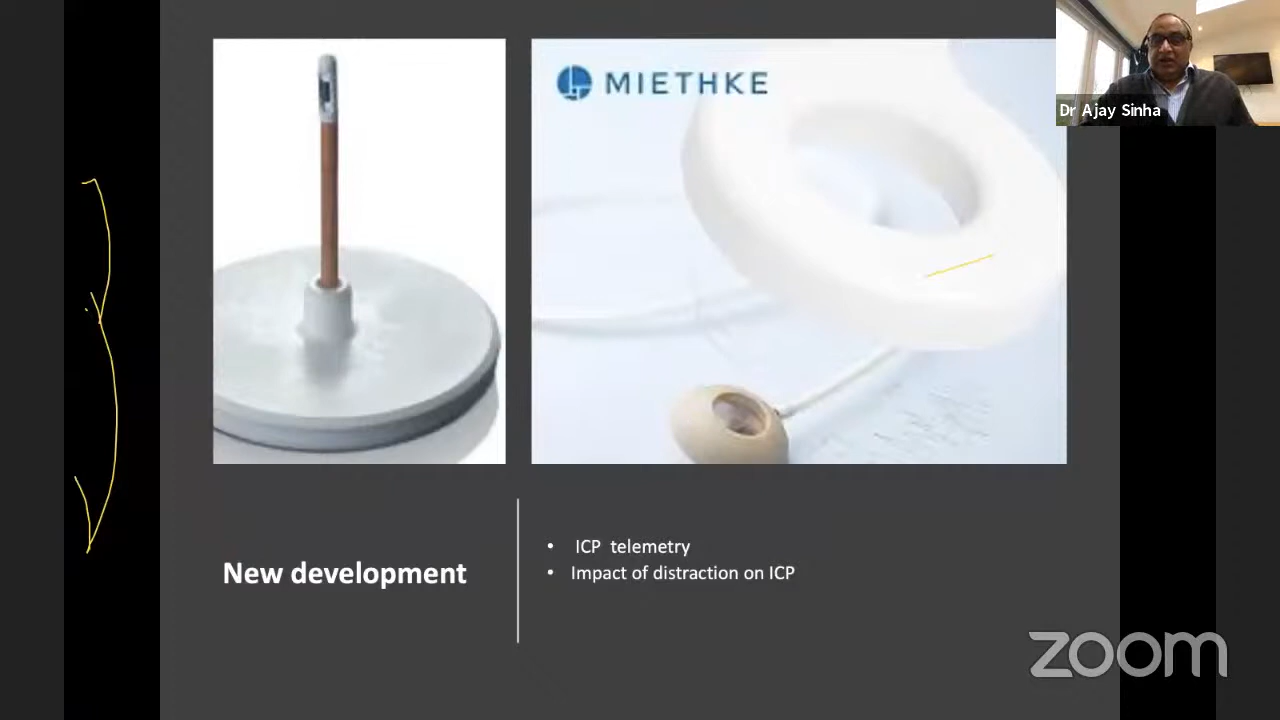 MIETHKE
Dr Ajay Sinha
New development
• ICP telemetry
• Impact of distraction on ICP
zoom